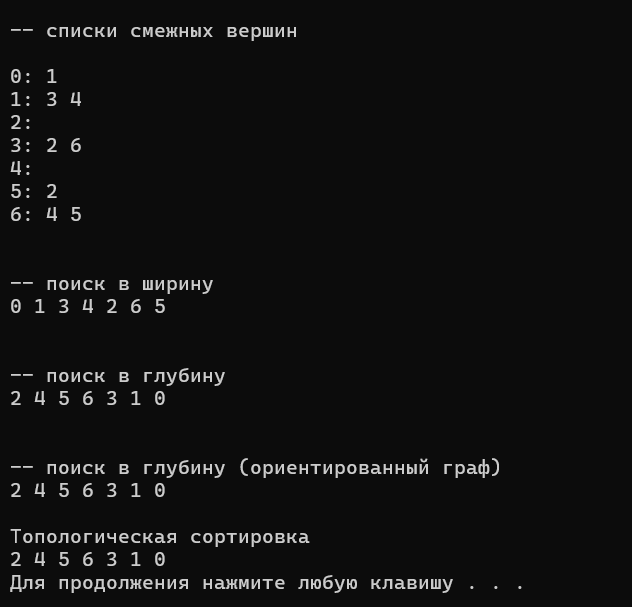 -- списки смежных вершин
0: 1
1: 3 4
2:
3: 2 6
4:
5: 2
6: 4 5
-- поиск в ширину
0 1 3 4 2 6 5
-- поиск в глубину
2 4 5 6 3 1 0
-- поиск в глубину (ориентированный граф)
2 4 5 6 3 1 0
Топологическая сортировка
2 4 5 6 3 1 0
Для продолжения нажмите любую клавишу . . .